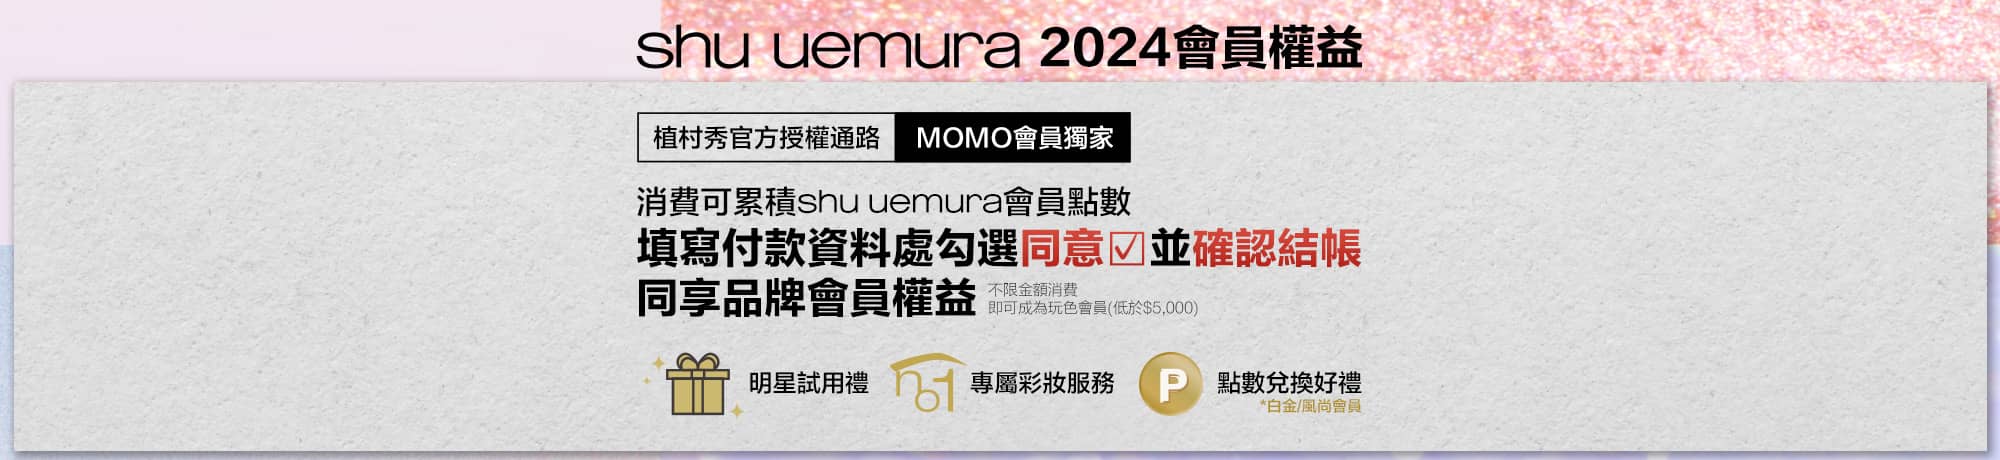 shu uemura 2024會員權益
植村秀官方授權通路 MOMO會員獨家
消費可累積shu uemura會員點數
填寫付款資料處勾選同意☑並確認結帳
同享品牌會員權益
不限金額消費
即可成為玩色會員(低於$5,000)
明星試用禮 專屬彩妝服務 P 點數兌換好禮
*白金/風尚會員